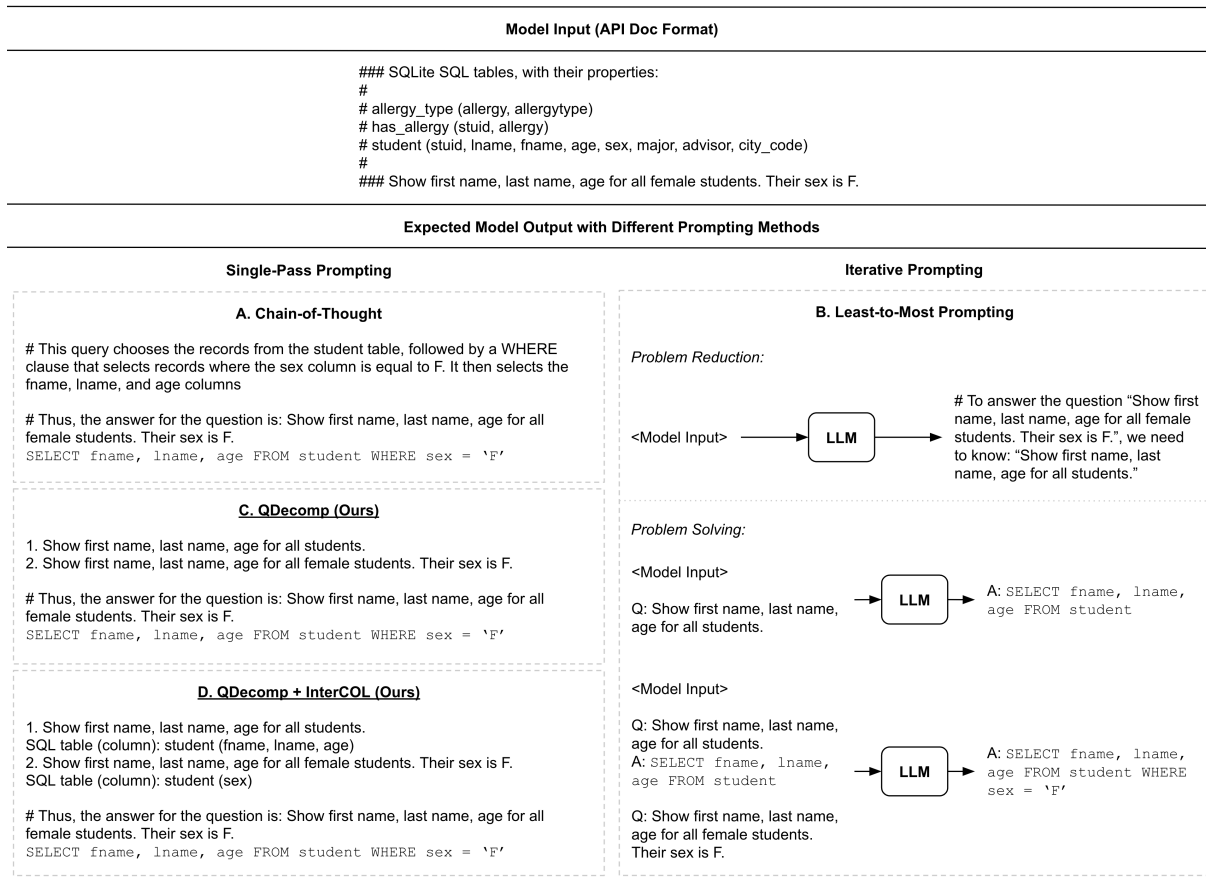 Model Input (API Doc Format)
### SQLite SQL tables, with their properties:
#
# allergy_type (allergy, allergytype)
# has_allergy (stuid, allergy)
# student (stuid, lname, fname, age, sex, major, advisor, city_code)
#
### Show first name, last name, age for all female students. Their sex is F.
Expected Model Output with Different Prompting Methods
Single-Pass Prompting
A. Chain-of-Thought
# This query chooses the records from the student table, followed by a WHERE
clause that selects records where the sex column is equal to F. It then selects the
fname, lname, and age columns
# Thus, the answer for the question is: Show first name, last name, age for all
female students. Their sex is F.
SELECT fname, lname, age FROM student WHERE sex = ‘F’
C. QDecomp (Ours)
1. Show first name, last name, age for all students.
2. Show first name, last name, age for all female students. Their sex is F.
# Thus, the answer for the question is: Show first name, last name, age for all
female students. Their sex is F.
SELECT fname, lname, age FROM student WHERE sex = ‘F’
D. QDecomp + InterCOL (Ours)
1. Show first name, last name, age for all students.
SQL table (column): student (fname, lname, age)
2. Show first name, last name, age for all female students. Their sex is F.
SQL table (column): student (sex)
# Thus, the answer for the question is: Show first name, last name, age for all
female students. Their sex is F.
SELECT fname, lname, age FROM student WHERE sex = ‘F’
Iterative Prompting
B. Least-to-Most Prompting
Problem Reduction:
<Model Input>
LLM
# To answer the question “Show first
name, last name, age for all female
students. Their sex is F.”, we need
to know: “Show first name, last
name, age for all students.”
Problem Solving:
<Model Input>
Q: Show first name, last name,
age for all students.
LLM
A: SELECT fname, lname,
age FROM student
<Model Input>
Q: Show first name, last name,
age for all students.
A: SELECT fname, lname,
age FROM student
Q: Show first name, last name,
age for all female students.
Their sex is F.
LLM
A: SELECT fname, lname,
age FROM student WHERE
sex = ‘F’